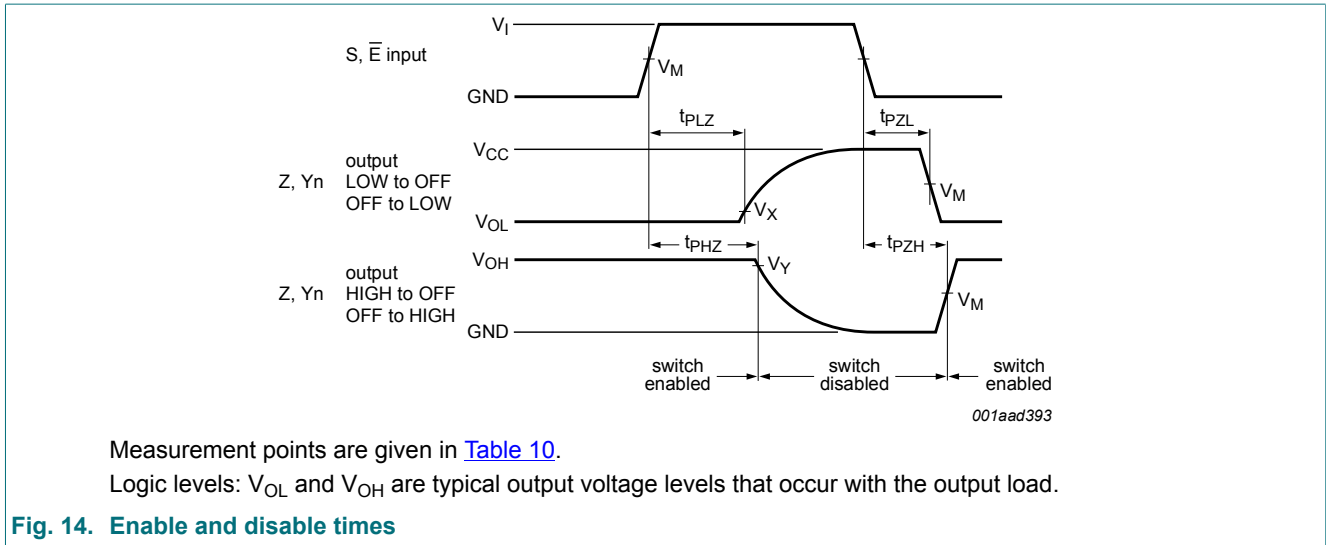 V_I
S, E̅ input
V_M
GND
t_PLZ
t_PZL
V_CC
output
Z, Yn LOW to OFF
OFF to LOW
V_M
V_X
V_OL
t_PHZ
t_PZH
V_OH
V_Y
output
Z, Yn HIGH to OFF
OFF to HIGH
V_M
GND
switch enabled
switch disabled
switch enabled
001aad393
Measurement points are given in Table 10.
Logic levels: V_OL and V_OH are typical output voltage levels that occur with the output load.
Fig. 14. Enable and disable times